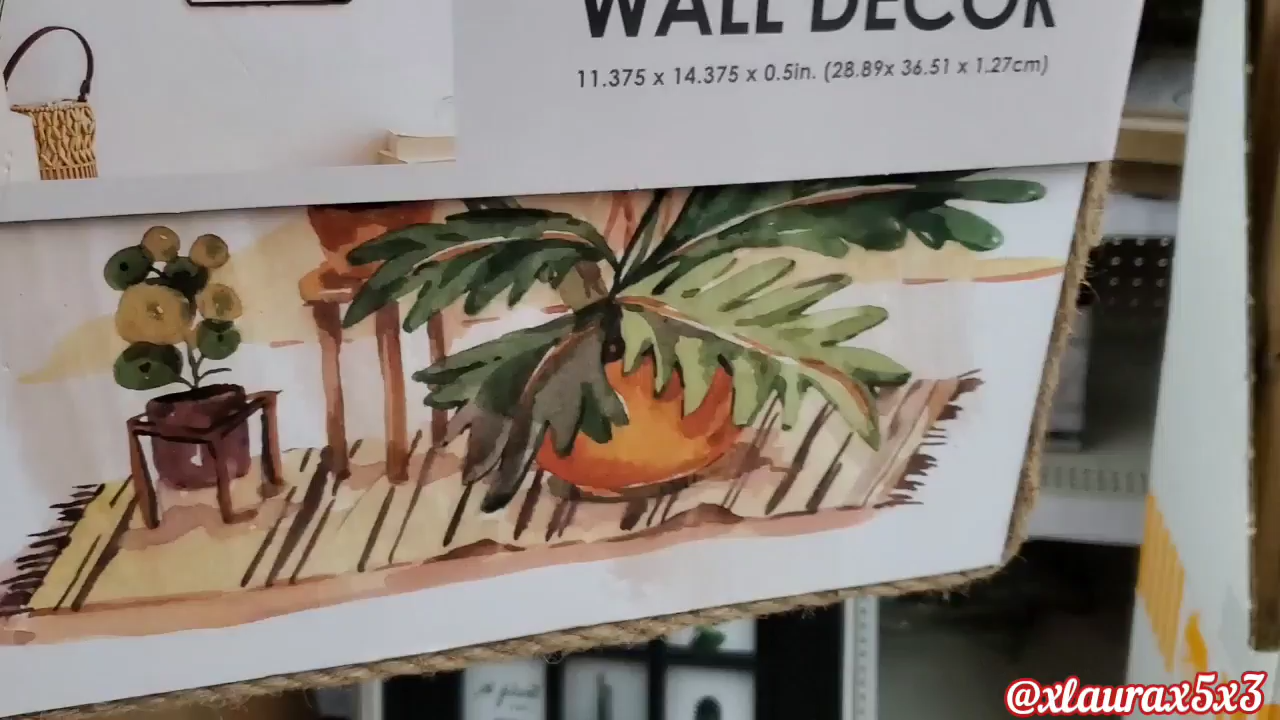 WALL DECOR
11.375 x 14.375 x 0.5in. (28.89x 36.51 x 1.27cm)
@xlaurax5x3